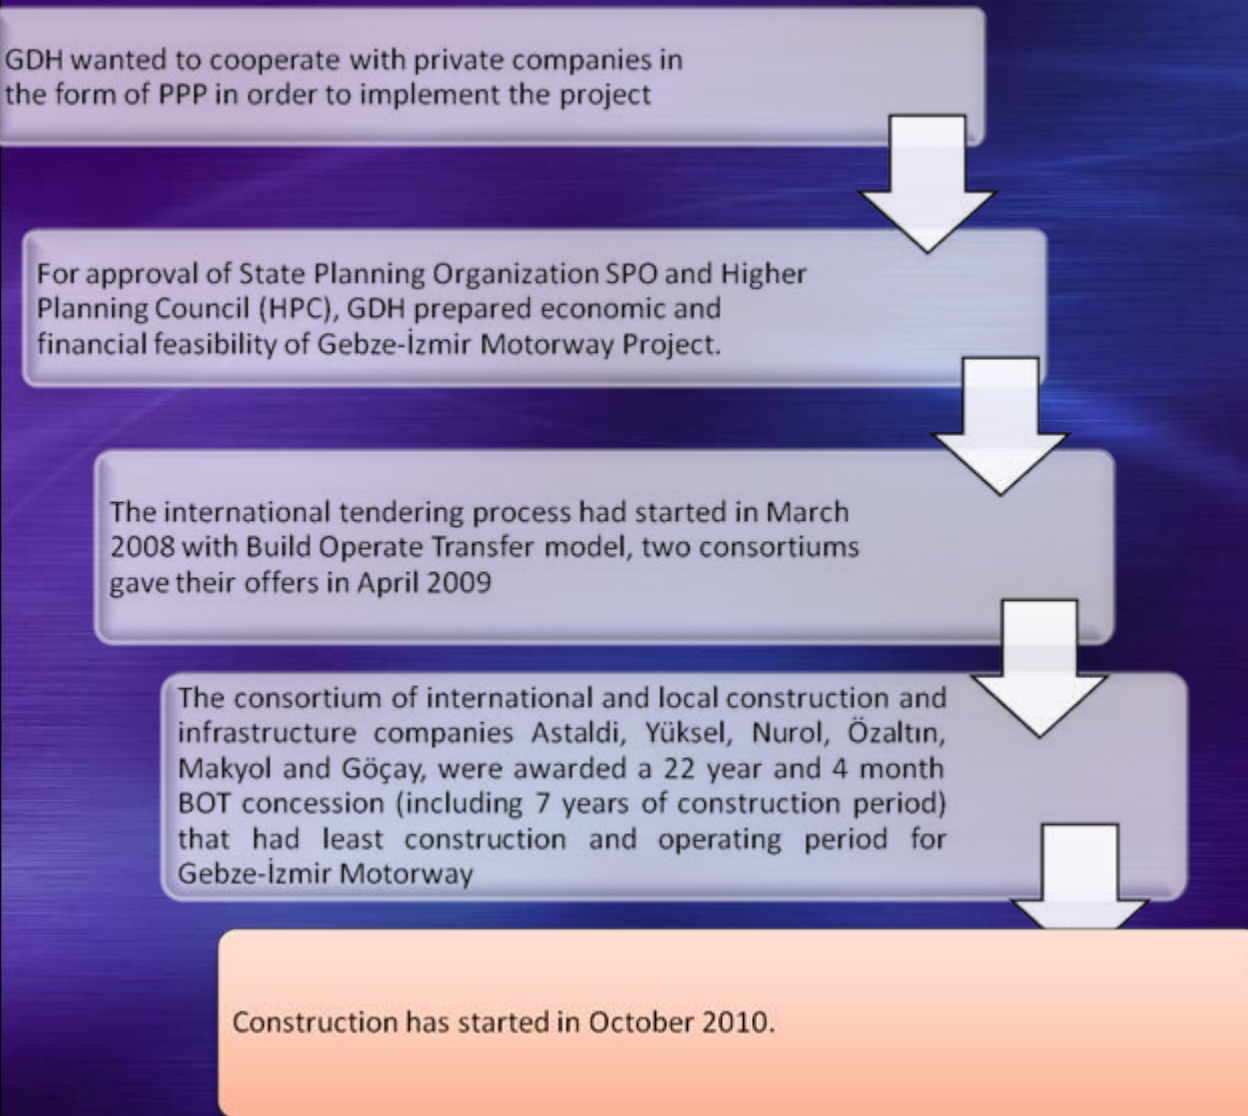 GDH wanted to cooperate with private companies in
the form of PPP in order to implement the project
For approval of State Planning Organization SPO and Higher
Planning Council (HPC), GDH prepared economic and
financial feasibility of Gebze-İzmir Motorway Project.
The international tendering process had started in March
2008 with Build Operate Transfer model, two consortiums
gave their offers in April 2009
The consortium of international and local construction and
infrastructure companies Astaldi, Yüksel, Nurol, Özaltın,
Makyol and Göçay, were awarded a 22 year and 4 month
BOT concession (including 7 years of construction period)
that had least construction and operating period for
Gebze-İzmir Motorway
Construction has started in October 2010.